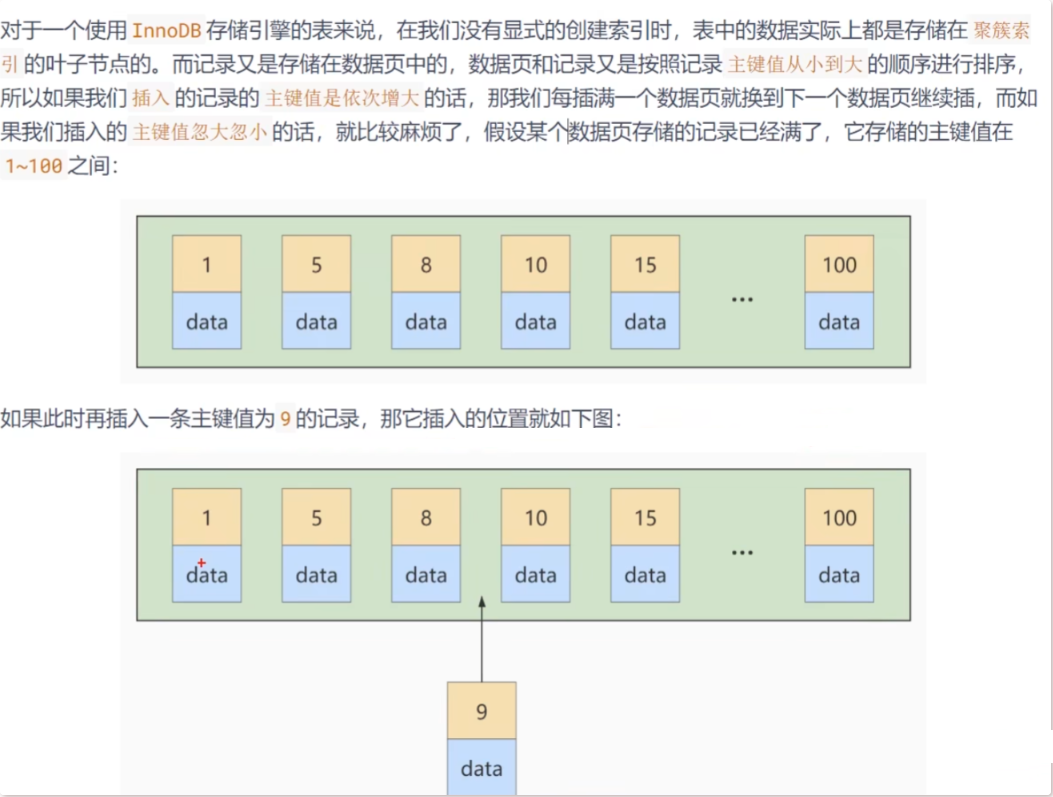 对于一个使用 InnoDB 存储引擎的表来说，在我们没有显式的创建索引时，表中的数据实际上都是存储在 聚簇索
引 的叶子节点的。而记录又是存储在数据页中的，数据页和记录又是按照记录 主键值从小到大 的顺序进行排序，
所以如果我们 插入 的记录的 主键值是依次增大 的话，那我们每插满一个数据页就换到下一个数据页继续插，而如
果我们插入的 主键值忽大忽小 的话，就比较麻烦了，假设某个数据页存储的记录已经满了，它存储的主键值在
1~100 之间：
1 5 8 10 15 100
data data data data data ... data
如果此时再插入一条主键值为 9 的记录，那它插入的位置就如下图：
1 5 8 10 15 100
data data data data data ... data
9
data